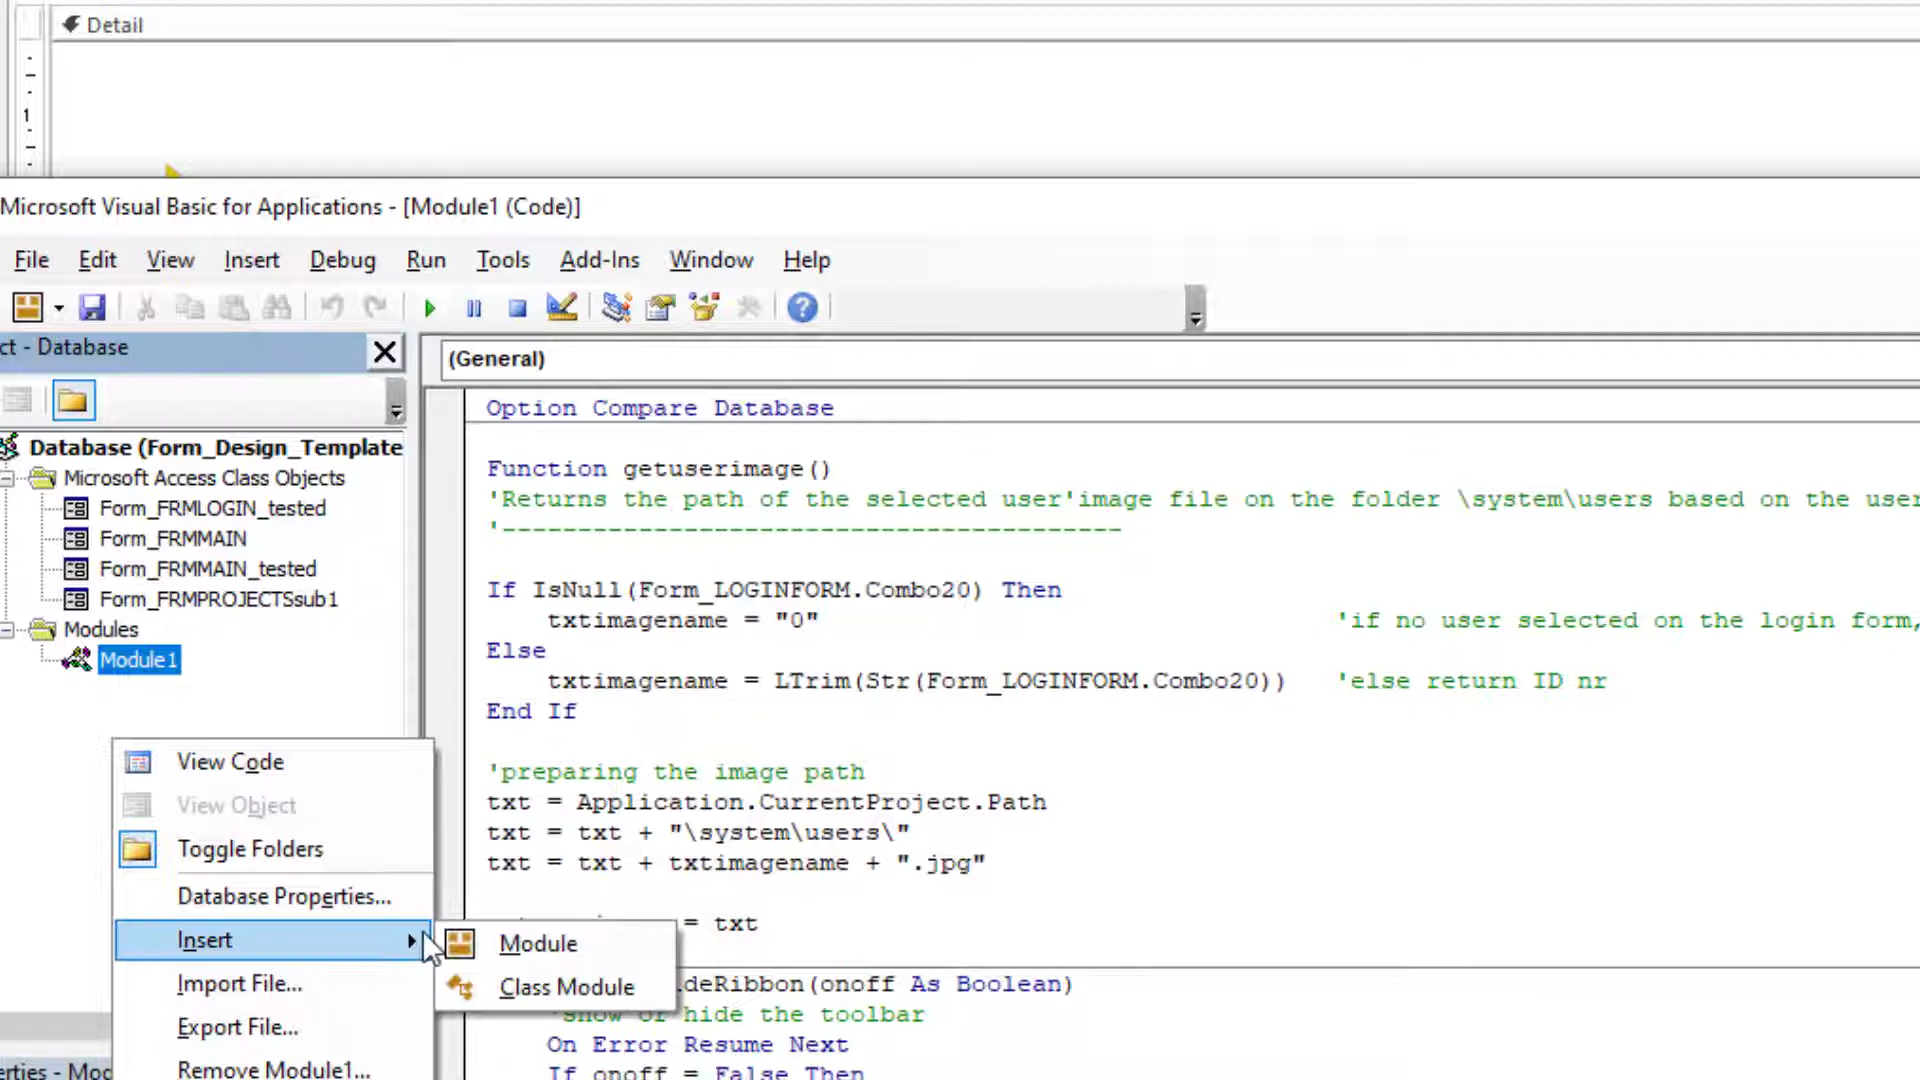 Detail
1
Microsoft Visual Basic for Applications - [Module1 (Code)]
File Edit View Insert Debug Run Tools Add-Ins Window Help
ct - Database
(General)
Database (Form_Design_Template
Microsoft Access Class Objects
Form_FRMLOGIN_tested
Form_FRMMAIN
Form_FRMMAIN_tested
Form_FRMPROJECTSsub1
Modules
Module1
View Code
View Object
Toggle Folders
Database Properties...
Insert
Import File...
Export File...
Remove Module1...
erties - Mod
Module
Class Module
Option Compare Database
Function getuserimage()
'Returns the path of the selected user'image file on the folder \system\users based on the user
'-----------------------------------------
If IsNull(Form_LOGINFORM.Combo20) Then
txtimagename = "0" 'if no user selected on the login form,
Else
txtimagename = LTrim(Str(Form_LOGINFORM.Combo20)) 'else return ID nr
End If
'preparing the image path
txt = Application.CurrentProject.Path
txt = txt + "\system\users\"
txt = txt + txtimagename + ".jpg"
= txt
deRibbon(onoff As Boolean)
'Show or hide the toolbar
On Error Resume Next
If onoff = False Then